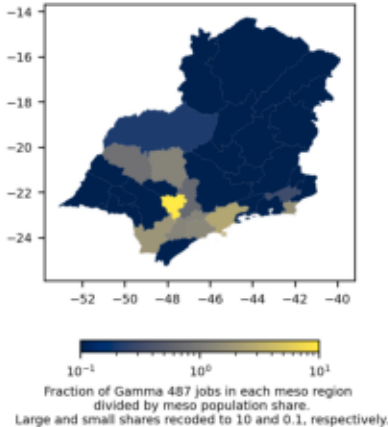 −14
−16
−18
−20
−22
−24
−52 −50 −48 −46 −44 −42 −40
10⁻¹ 10⁰ 10¹
Fraction of Gamma 487 jobs in each meso region
divided by meso population share.
Large and small shares recoded to 10 and 0.1, respectively.